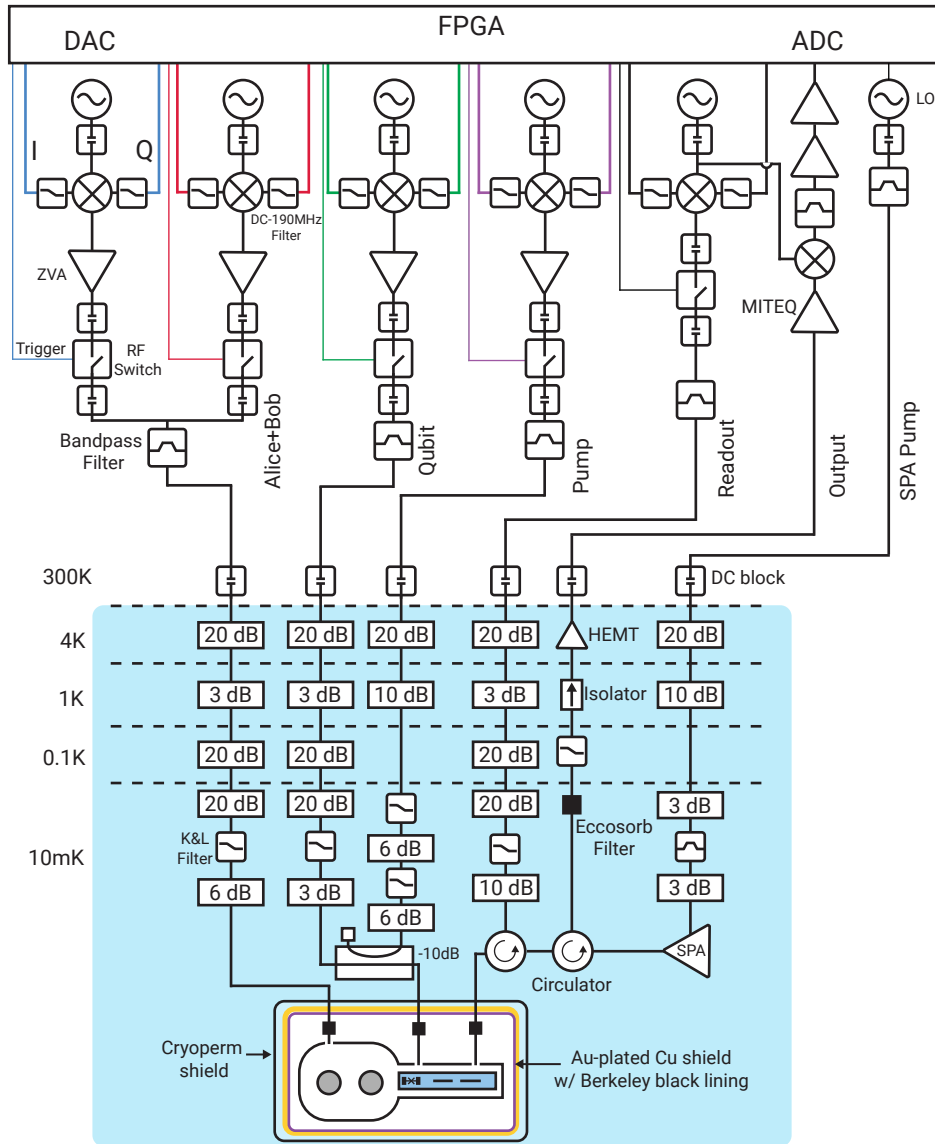 FPGA
DAC
ADC
LO
I
Q
DC-190MHz
Filter
ZVA
MITEQ
Trigger
RF
Switch
Bandpass
Filter
Alice+Bob
Qubit
Pump
Readout
Output
SPA Pump
300K
DC block
4K
20 dB
20 dB
20 dB
20 dB
HEMT
20 dB
1K
3 dB
3 dB
10 dB
3 dB
Isolator
10 dB
0.1K
20 dB
20 dB
20 dB
20 dB
20 dB
20 dB
3 dB
Eccosorb
Filter
10mK
K&L
Filter
6 dB
6 dB
3 dB
10 dB
3 dB
6 dB
-10dB
SPA
Circulator
Cryoperm
shield
Au-plated Cu shield
w/ Berkeley black lining